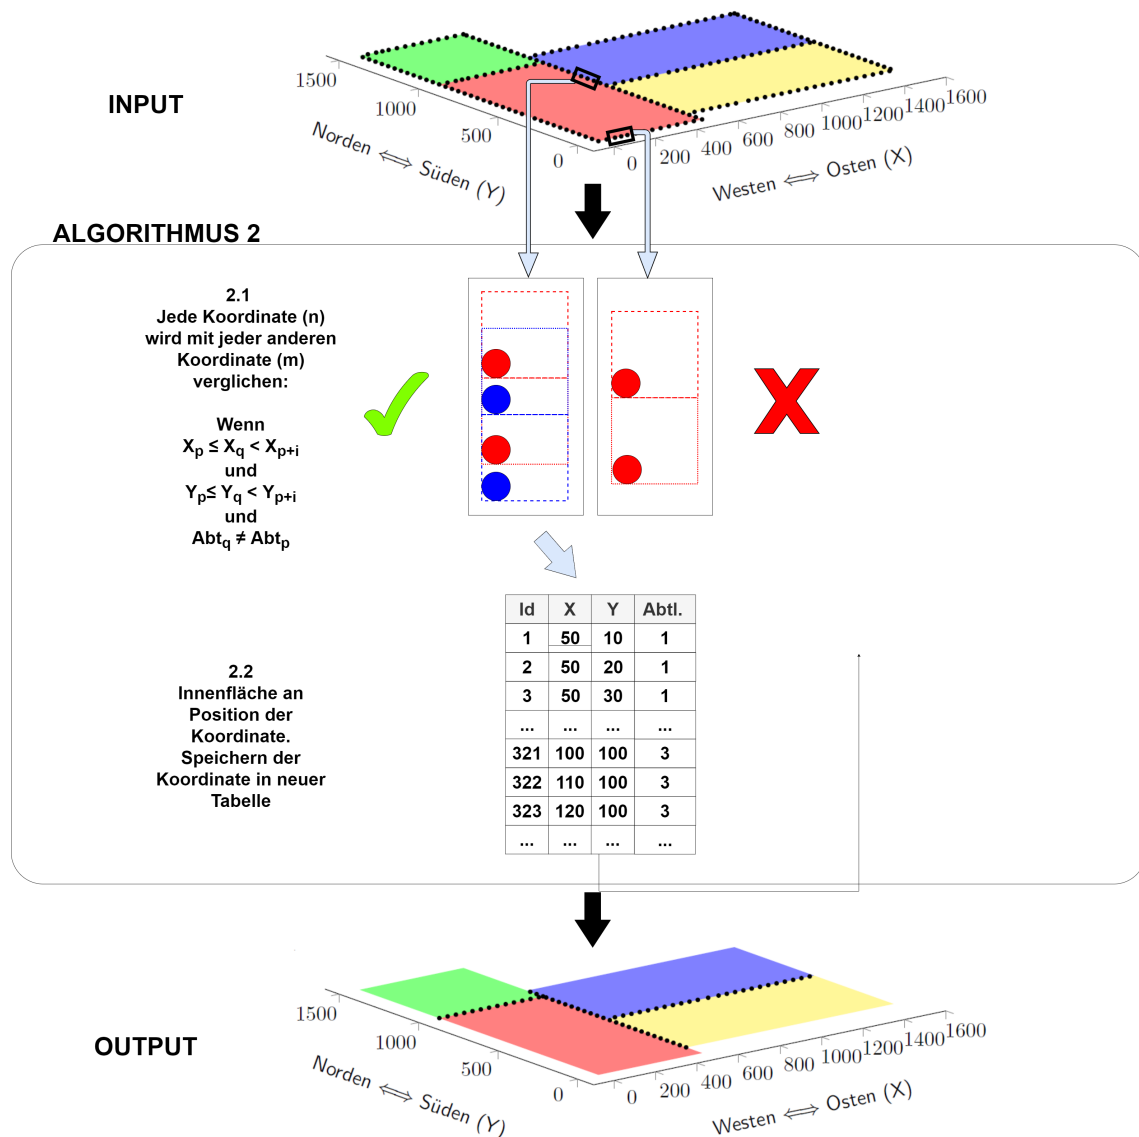 INPUT
1500
1000
500
0
Norden ⟺ Süden (Y)
0
200
400
600
800
1000
1200
1400
1600
Westen ⟺ Osten (X)
ALGORITHMUS 2
2.1
Jede Koordinate (n)
wird mit jeder anderen
Koordinate (m)
verglichen:
Wenn
Xp ≤ Xq < Xp+i
und
Yp≤ Yq < Yp+i
und
Abtq ≠ Abtp
X
2.2
Innenfläche an
Position der
Koordinate.
Speichern der
Koordinate in neuer
Tabelle
Id X Y Abtl.
1 50 10 1
2 50 20 1
3 50 30 1
... ... ... ...
321 100 100 3
322 110 100 3
323 120 100 3
... ... ... ...
OUTPUT
1500
1000
500
0
Norden ⟺ Süden (Y)
0
200
400
600
800
1000
1200
1400
1600
Westen ⟺ Osten (X)